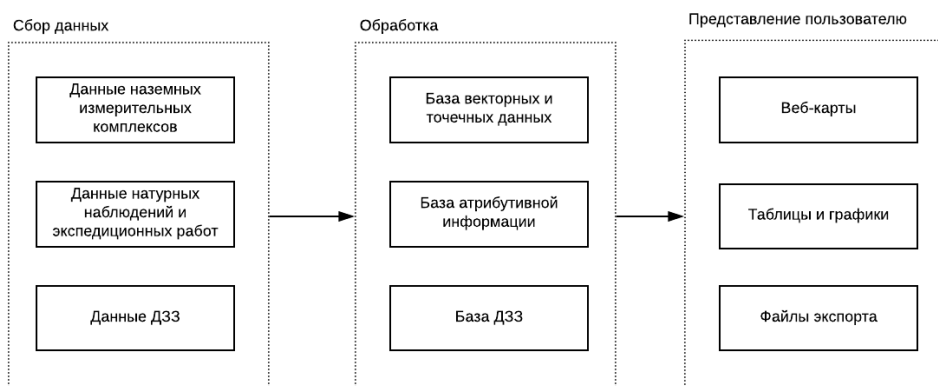 Сбор данных
Данные наземных
измерительных
комплексов
Данные натурных
наблюдений и
экспедиционных работ
Данные ДЗЗ
Обработка
База векторных и
точечных данных
База атрибутивной
информации
База ДЗЗ
Представление пользователю
Веб-карты
Таблицы и графики
Файлы экспорта